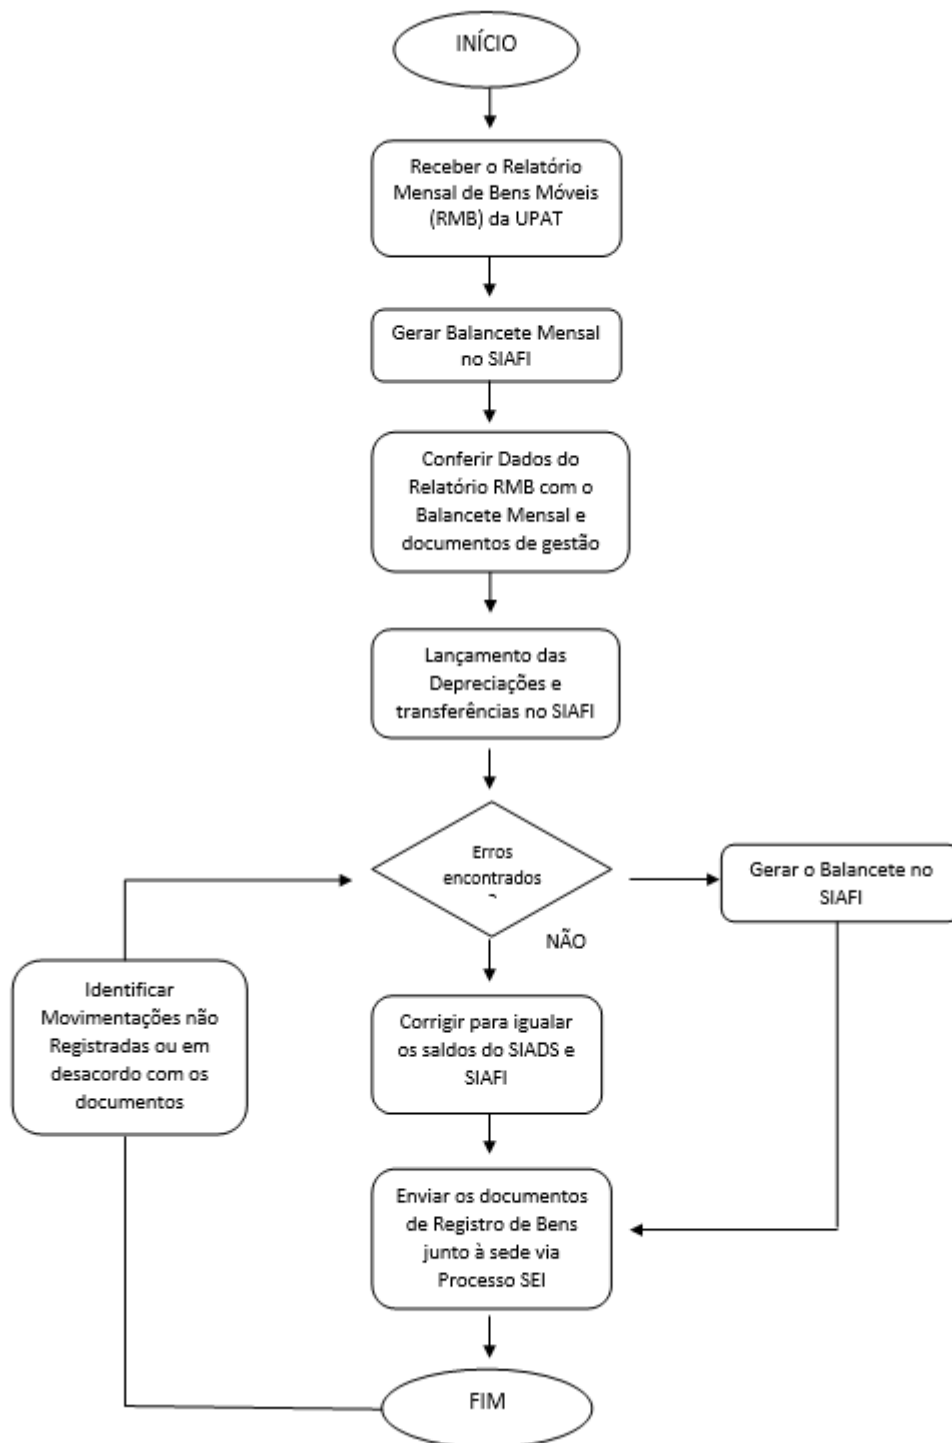 INÍCIO
Receber o Relatório
Mensal de Bens Móveis
(RMB) da UPAT
Gerar Balancete Mensal
no SIAFI
Conferir Dados do
Relatório RMB com o
Balancete Mensal e
documentos de gestão
Lançamento das
Depreciações e
transferências no SIAFI
Erros
encontrados
Gerar o Balancete no
SIAFI
NÃO
Identificar
Movimentações não
Registradas ou em
desacordo com os
documentos
Corrigir para igualar
os saldos do SIADS e
SIAFI
Enviar os documentos
de Registro de Bens
junto à sede via
Processo SEI
FIM